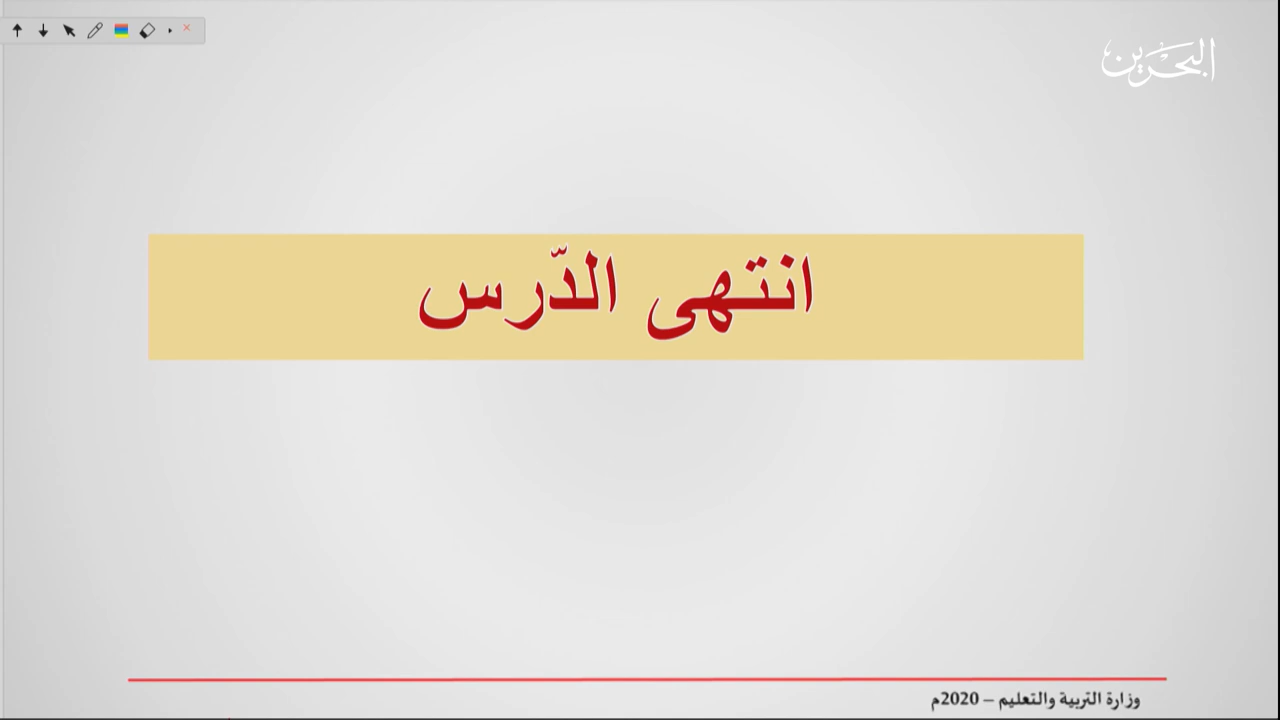 البحرين
انتهى الدّرس
وزارة التربية والتعليم – 2020م